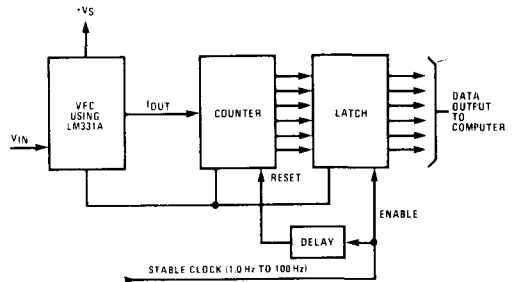 +VS
VFC
USING
LM331A
fOUT
VIN
COUNTER
LATCH
DATA
OUTPUT
TO
COMPUTER
RESET
ENABLE
DELAY
STABLE CLOCK (1.0 Hz TO 100 Hz)